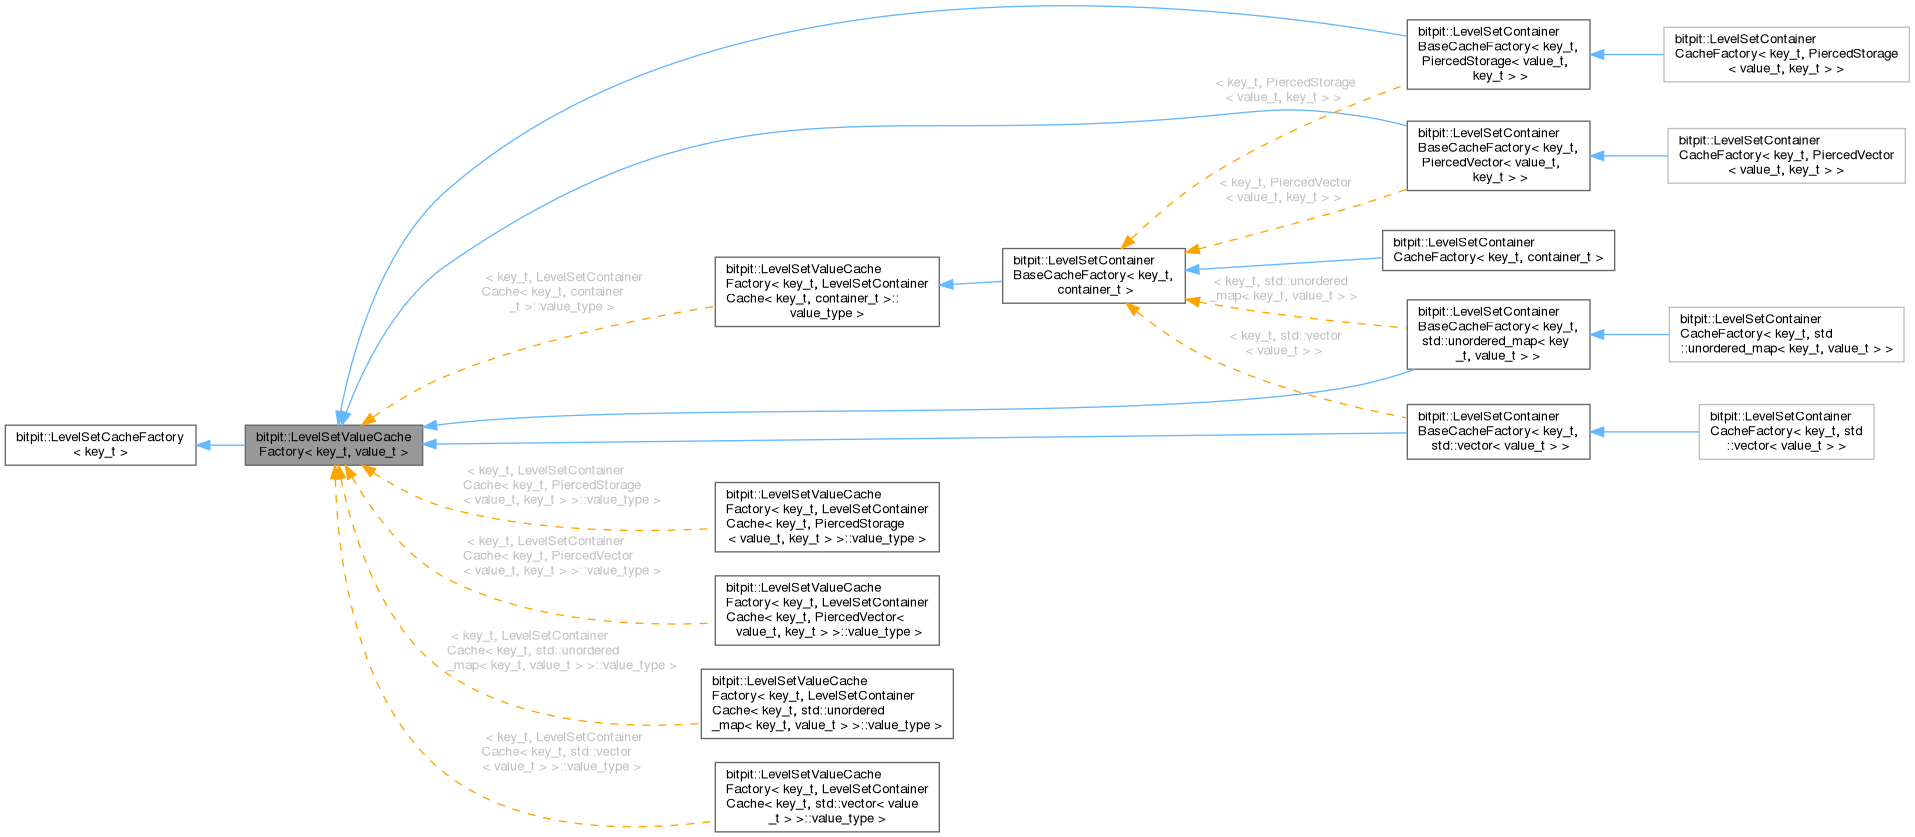 bitpit::LevelSetCacheFactory
< key_t >
bitpit::LevelSetValueCache
Factory< key_t, value_t >
< key_t, LevelSetContainer
Cache< key_t, container
_t >::value_type >
bitpit::LevelSetValueCache
Factory< key_t, LevelSetContainer
Cache< key_t, container_t >::
value_type >
bitpit::LevelSetContainer
BaseCacheFactory< key_t,
container_t >
< key_t, PiercedStorage
< value_t, key_t > >
bitpit::LevelSetContainer
BaseCacheFactory< key_t,
PiercedStorage< value_t,
key_t > >
bitpit::LevelSetContainer
CacheFactory< key_t, PiercedStorage
< value_t, key_t > >
< key_t, PiercedVector
< value_t, key_t > >
bitpit::LevelSetContainer
BaseCacheFactory< key_t,
PiercedVector< value_t,
key_t > >
bitpit::LevelSetContainer
CacheFactory< key_t, PiercedVector
< value_t, key_t > >
bitpit::LevelSetContainer
CacheFactory< key_t, container_t >
< key_t, std::unordered
_map< key_t, value_t > >
bitpit::LevelSetContainer
BaseCacheFactory< key_t,
std::unordered_map< key
_t, value_t > >
bitpit::LevelSetContainer
CacheFactory< key_t, std
::unordered_map< key_t, value_t > >
< key_t, std::vector
< value_t > >
bitpit::LevelSetContainer
BaseCacheFactory< key_t,
std::vector< value_t > >
bitpit::LevelSetContainer
CacheFactory< key_t, std
::vector< value_t > >
< key_t, LevelSetContainer
Cache< key_t, PiercedStorage
< value_t, key_t > >::value_type >
bitpit::LevelSetValueCache
Factory< key_t, LevelSetContainer
Cache< key_t, PiercedStorage
< value_t, key_t > >::value_type >
< key_t, LevelSetContainer
Cache< key_t, PiercedVector
< value_t, key_t > >::value_type >
bitpit::LevelSetValueCache
Factory< key_t, LevelSetContainer
Cache< key_t, PiercedVector<
value_t, key_t > >::value_type >
< key_t, LevelSetContainer
Cache< key_t, std::unordered
_map< key_t, value_t > >::value_type >
bitpit::LevelSetValueCache
Factory< key_t, LevelSetContainer
Cache< key_t, std::unordered
_map< key_t, value_t > >::value_type >
< key_t, LevelSetContainer
Cache< key_t, std::vector
< value_t > >::value_type >
bitpit::LevelSetValueCache
Factory< key_t, LevelSetContainer
Cache< key_t, std::vector< value
_t > >::value_type >